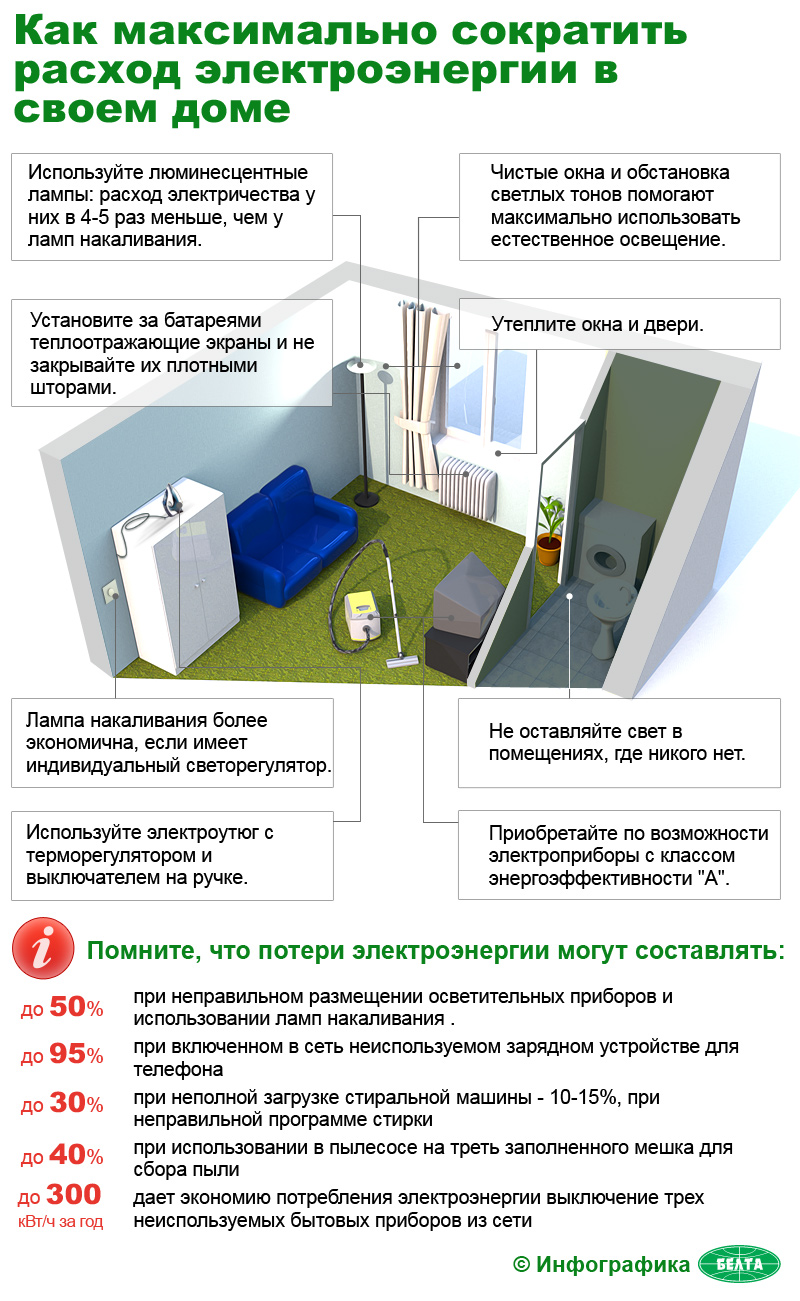 Как максимально сократить
расход электроэнергии в
своем доме
Используйте люминесцентные
лампы: расход электричества у
них в 4-5 раз меньше, чем у
ламп накаливания.
Чистые окна и обстановка
светлых тонов помогают
максимально использовать
естественное освещение.
Установите за батареями
теплоотражающие экраны и не
закрывайте их плотными
шторами.
Утеплите окна и двери.
Лампа накаливания более
экономична, если имеет
индивидуальный светорегулятор.
Не оставляйте свет в
помещениях, где никого нет.
Используйте электроутюг с
терморегулятором и
выключателем на ручке.
Приобретайте по возможности
электроприборы с классом
энергоэффективности "А".
i
Помните, что потери электроэнергии могут составлять:
до 50%
при неправильном размещении осветительных приборов и
использовании ламп накаливания .
до 95%
при включенном в сеть неиспользуемом зарядном устройстве для
телефона
до 30%
при неполной загрузке стиральной машины - 10-15%, при
неправильной программе стирки
до 40%
при использовании в пылесосе на треть заполненного мешка для
сбора пыли
до 300
кВт/ч за год
дает экономию потребления электроэнергии выключение трех
неиспользуемых бытовых приборов из сети
© Инфографика БЕЛТА